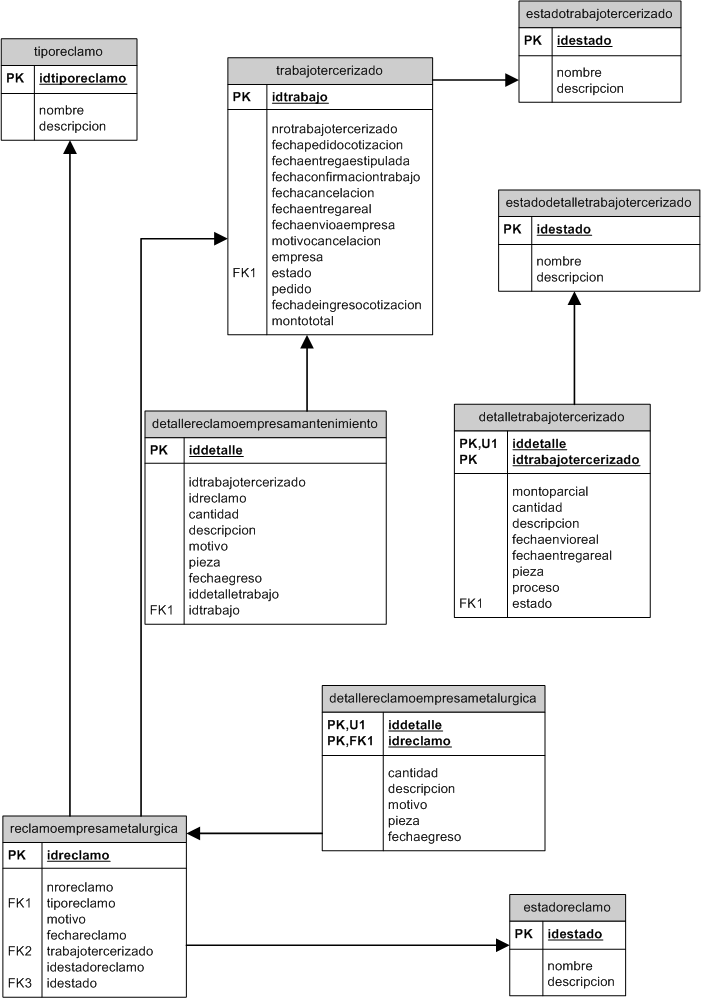 estadotrabajotercerizado
PK idestado
nombre
descripcion
tiporeclamo
PK idtiporeclamo
nombre
descripcion
trabajotercerizado
PK idtrabajo
nrotrabajotercerizado
fechapedidocotizacion
fechaentregaestipulada
fechaconfirmaciontrabajo
fechacancelacion
fechaentregareal
fechaenvioaempresa
motivocancelacion
empresa
FK1 estado
pedido
fechadeingresocotizacion
montototal
estadodetalletrabajotercerizado
PK idestado
nombre
descripcion
detallereclamoempresamantenimiento
PK iddetalle
idtrabajotercerizado
idreclamo
cantidad
descripcion
motivo
pieza
fechaegreso
iddetalletrabajo
FK1 idtrabajo
detalletrabajotercerizado
PK,U1 iddetalle
PK idtrabajotercerizado
montoparcial
cantidad
descripcion
fechaenvioreal
fechaentregareal
pieza
proceso
FK1 estado
detallereclamoempresametalurgica
PK,U1 iddetalle
PK,FK1 idreclamo
cantidad
descripcion
motivo
pieza
fechaegreso
reclamoempresametalurgica
PK idreclamo
nroreclamo
FK1 tiporeclamo
motivo
fechareclamo
FK2 trabajotercerizado
idestadoreclamo
FK3 idestado
estadoreclamo
PK idestado
nombre
descripcion